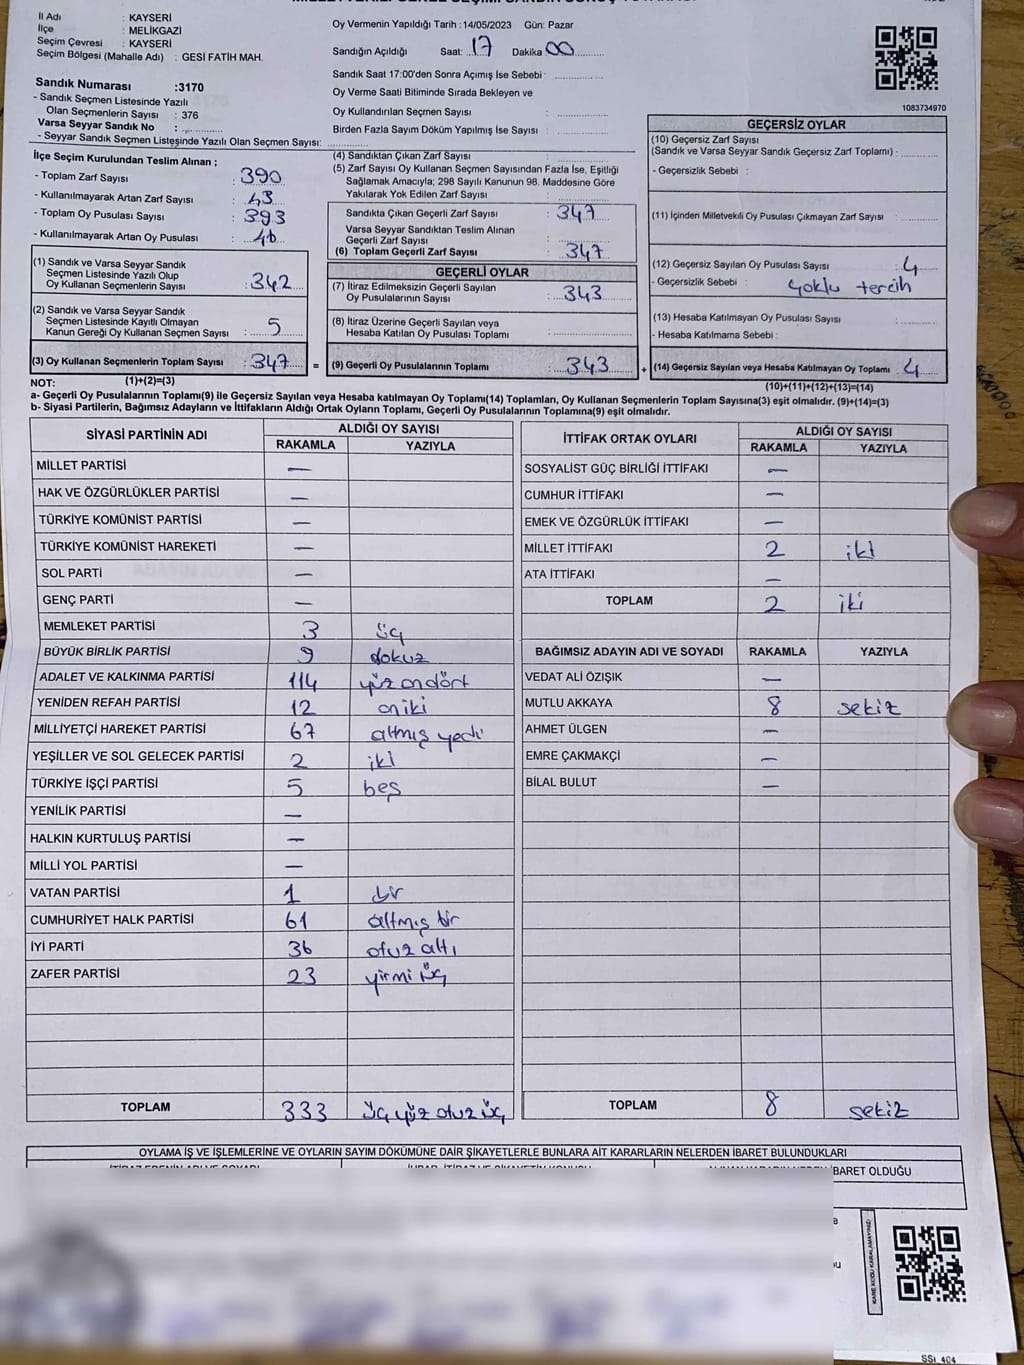 İl Adı : KAYSERİ
İlçe : MELİKGAZİ
Seçim Çevresi : KAYSERİ
Seçim Bölgesi (Mahalle Adı) : GESİ FATİH MAH.
Sandık Numarası :3170
- Sandık Seçmen Listesinde Yazılı
Olan Seçmenlerin Sayısı : 376
Varsa Seyyar Sandık No :
- Seyyar Sandık Seçmen Listesinde Yazılı Olan Seçmen Sayısı:
Oy Vermenin Yapıldığı Tarih :14/05/2023 Gün: Pazar
Sandığın Açıldığı Saat: 17 Dakika 00
Sandık Saat 17:00'den Sonra Açımış İse Sebebi :
Oy Verme Saati Bitiminde Sırada Bekleyen ve
Oy Kullandırılan Seçmen Sayısı :
Birden Fazla Sayım Döküm Yapılmış İse Sayısı :
1083734970
İlçe Seçim Kurulundan Teslim Alınan ;
- Toplam Zarf Sayısı : 390
- Kullanılmayarak Artan Zarf Sayısı : 43
- Toplam Oy Pusulası Sayısı : 393
- Kullanılmayarak Artan Oy Pusulası : 46
(1) Sandık ve Varsa Seyyar Sandık
Seçmen Listesinde Yazılı Olup
Oy Kullanan Seçmenlerin Sayısı : 342
(2) Sandık ve Varsa Seyyar Sandık
Seçmen Listesinde Kayıtlı Olmayan
Kanun Gereği Oy Kullanan Seçmen Sayısı : 5
(3) Oy Kullanan Seçmenlerin Toplam Sayısı : 347 =
(4) Sandıktan Çıkan Zarf Sayısı :
(5) Zarf Sayısı Oy Kullanan Seçmen Sayısından Fazla İse, Eşitliği
Sağlamak Amacıyla; 298 Sayılı Kanunun 98. Maddesine Göre
Yakılarak Yok Edilen Zarf Sayısı :
Sandıkta Çıkan Geçerli Zarf Sayısı : 347
Varsa Seyyar Sandıktan Teslim Alınan
Geçerli Zarf Sayısı :
(6) Toplam Geçerli Zarf Sayısı : 347
GEÇERLİ OYLAR
(7) İtiraz Edilmeksizin Geçerli Sayılan
Oy Pusulalarının Sayısı : 343
(8) İtiraz Üzerine Geçerli Sayılan veya
Hesaba Katılan Oy Pusulası Toplamı :
(9) Geçerli Oy Pusulalarının Toplamı : 343 +
GEÇERSİZ OYLAR
(10) Geçersiz Zarf Sayısı
(Sandık ve Varsa Seyyar Sandık Geçersiz Zarf Toplamı) :
- Geçersizlik Sebebi :
(11) İçinden Milletvekili Oy Pusulası Çıkmayan Zarf Sayısı :
(12) Geçersiz Sayılan Oy Pusulası Sayısı : 4
- Geçersizlik Sebebi : çoklu tercih
(13) Hesaba Katılmayan Oy Pusulası Sayısı :
- Hesaba Katılmama Sebebi :
(14) Geçersiz Sayılan veya Hesaba Katılmayan Oy Toplamı : 4
NOT: (1)+(2)=(3) (10)+(11)+(12)+(13)=(14)
a- Geçerli Oy Pusulalarının Toplamı(9) ile Geçersiz Sayılan veya Hesaba katılmayan Oy Toplamı(14) Toplamları, Oy Kullanan Seçmenlerin Toplam Sayısına(3) eşit olmalıdır. (9)+(14)=(3)
b- Siyasi Partilerin, Bağımsız Adayların ve İttifakların Aldığı Ortak Oyların Toplamı, Geçerli Oy Pusulalarının Toplamına(9) eşit olmalıdır.
SİYASİ PARTİNİN ADI ALDIĞI OY SAYISI
RAKAMLA YAZIYLA
MİLLET PARTİSİ —
HAK VE ÖZGÜRLÜKLER PARTİSİ —
TÜRKİYE KOMÜNİST PARTİSİ —
TÜRKİYE KOMÜNİST HAREKETİ —
SOL PARTİ —
GENÇ PARTİ —
MEMLEKET PARTİSİ 3 üç
BÜYÜK BİRLİK PARTİSİ 9 dokuz
ADALET VE KALKINMA PARTİSİ 114 yüz ondört
YENİDEN REFAH PARTİSİ 12 oniki
MİLLİYETÇİ HAREKET PARTİSİ 67 altmış yedi
YEŞİLLER VE SOL GELECEK PARTİSİ 2 iki
TÜRKİYE İŞÇİ PARTİSİ 5 beş
YENİLİK PARTİSİ —
HALKIN KURTULUŞ PARTİSİ —
MİLLİ YOL PARTİSİ —
VATAN PARTİSİ 1 bir
CUMHURİYET HALK PARTİSİ 61 altmış bir
İYİ PARTİ 36 otuz altı
ZAFER PARTİSİ 23 yirmi üç
TOPLAM 333 üç yüz otuz üç
İTTİFAK ORTAK OYLARI ALDIĞI OY SAYISI
RAKAMLA YAZIYLA
SOSYALİST GÜÇ BİRLİĞİ İTTİFAKI —
CUMHUR İTTİFAKI —
EMEK VE ÖZGÜRLÜK İTTİFAKI —
MİLLET İTTİFAKI 2 iki
ATA İTTİFAKI —
TOPLAM 2 iki
BAĞIMSIZ ADAYIN ADI VE SOYADI RAKAMLA YAZIYLA
VEDAT ALİ ÖZIŞIK —
MUTLU AKKAYA 8 sekiz
AHMET ÜLGEN —
EMRE ÇAKMAKÇİ —
BİLAL BULUT —
TOPLAM 8 sekiz
OYLAMA İŞ VE İŞLEMLERİNE VE OYLARIN SAYIM DÖKÜMÜNE DAİR ŞİKAYETLERLE BUNLARA AİT KARARLARIN NELERDEN İBARET BULUNDUKLARI
BARET OLDUĞU
KARE KODU KARALAMAYINIZ!
SSİ 404